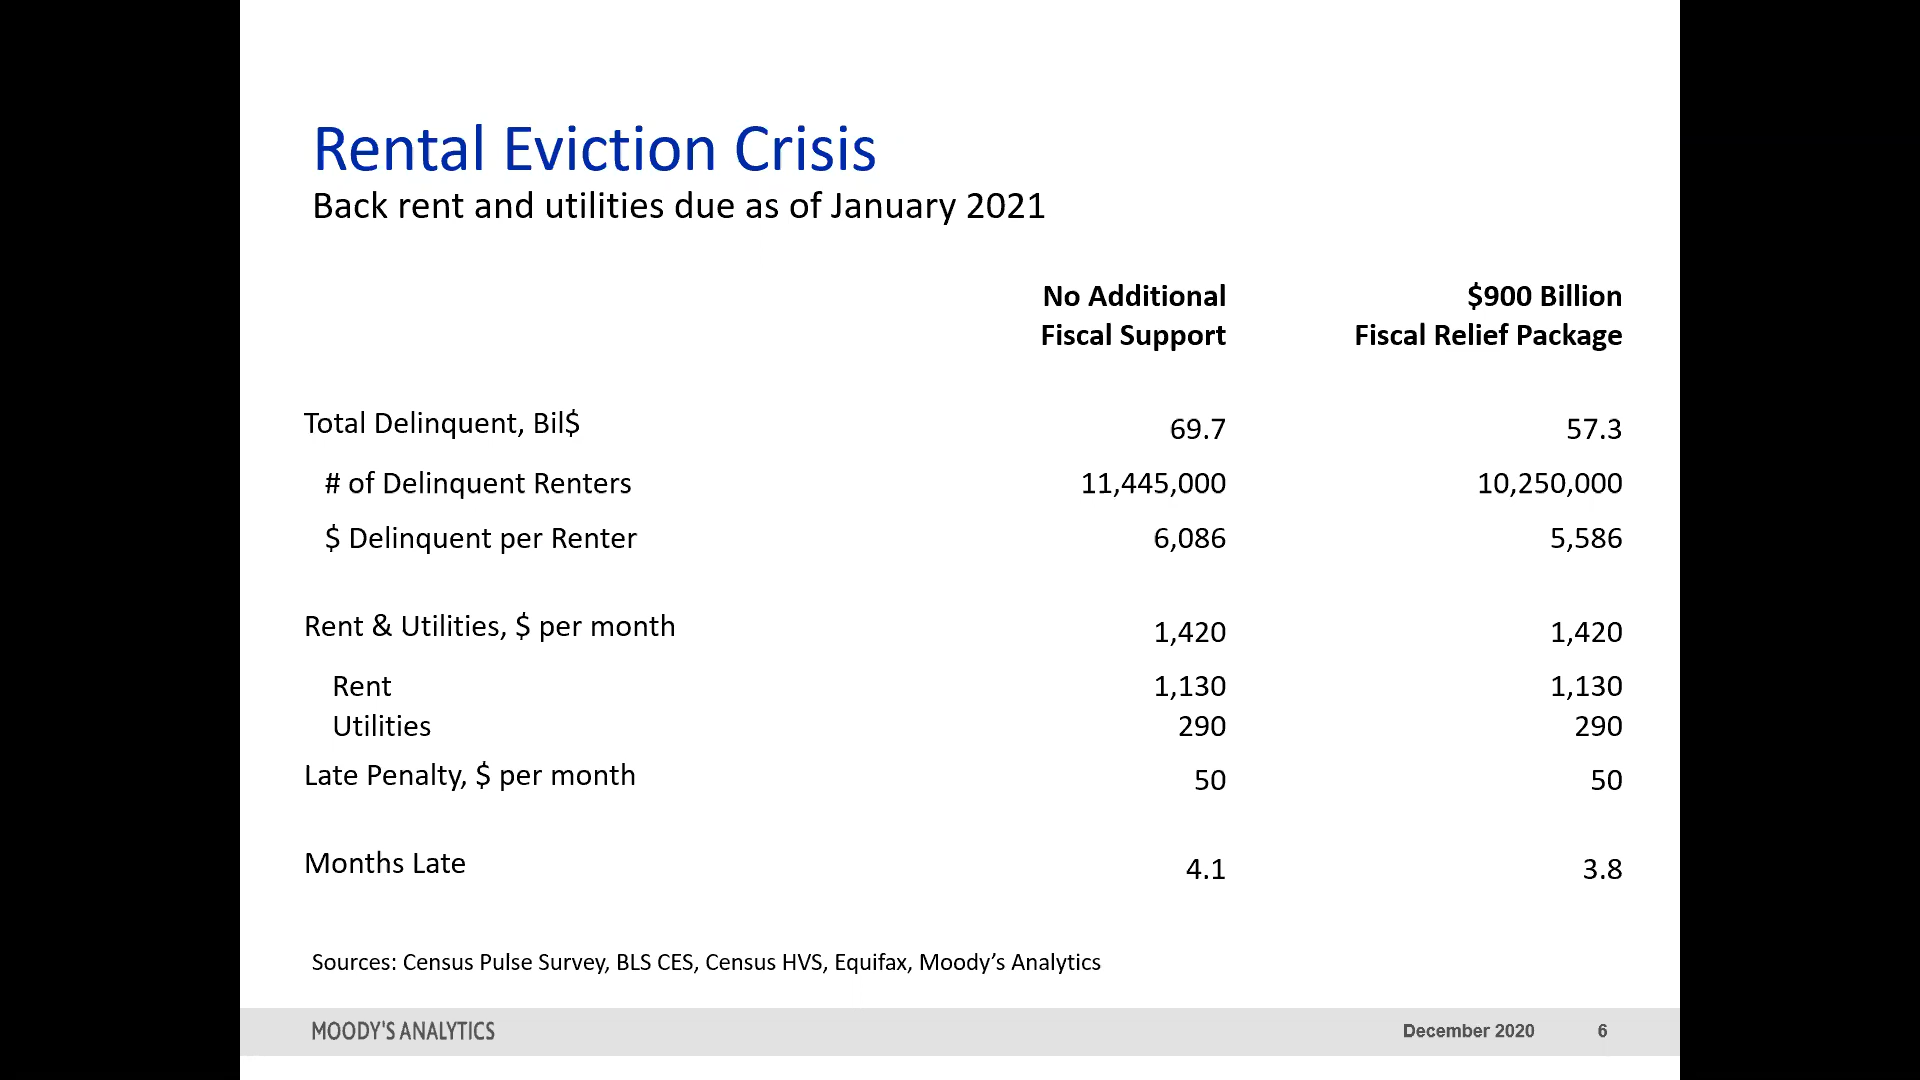 Rental Eviction Crisis
Back rent and utilities due as of January 2021
No Additional Fiscal Support
$900 Billion Fiscal Relief Package
Total Delinquent, Bil$ 69.7 57.3
# of Delinquent Renters 11,445,000 10,250,000
$ Delinquent per Renter 6,086 5,586
Rent & Utilities, $ per month 1,420 1,420
Rent 1,130 1,130
Utilities 290 290
Late Penalty, $ per month 50 50
Months Late 4.1 3.8
Sources: Census Pulse Survey, BLS CES, Census HVS, Equifax, Moody’s Analytics
MOODY'S ANALYTICS December 2020 6